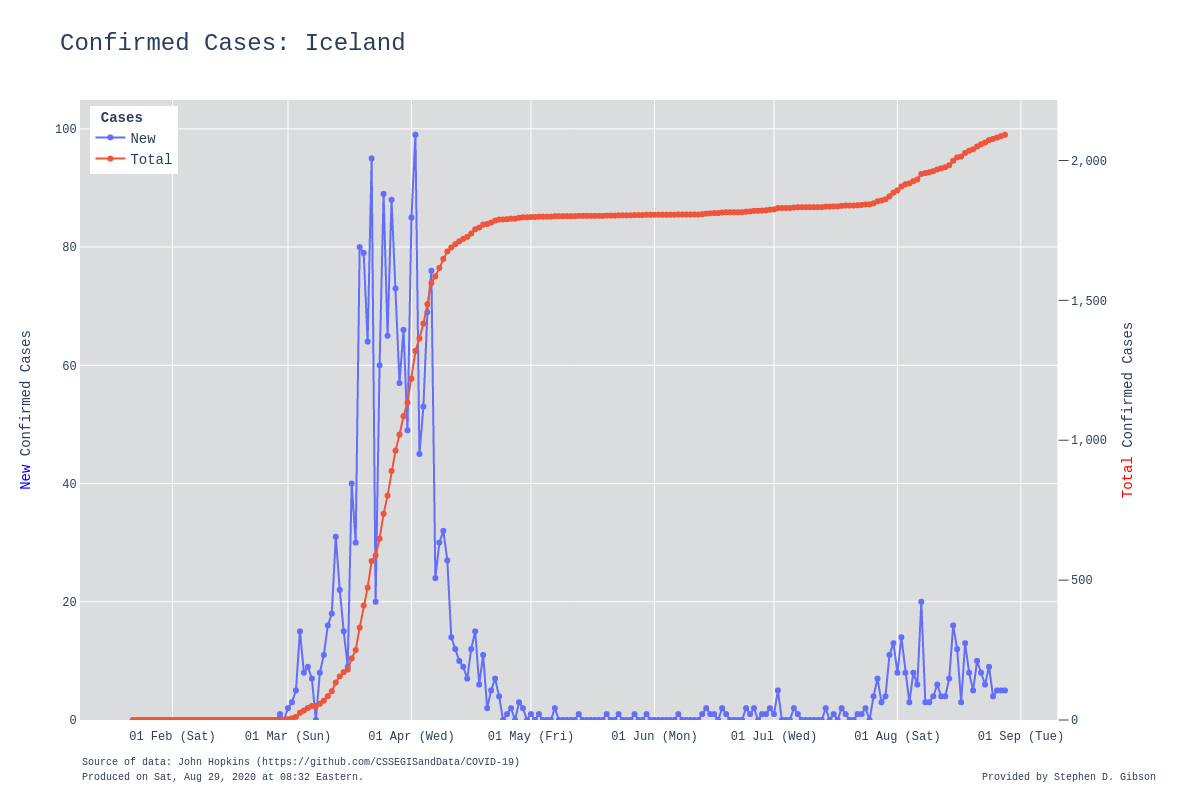 Confirmed Cases: Iceland
Cases
New
Total
100
80
60
40
20
0
2,000
1,500
1,000
500
0
New Confirmed Cases
Total Confirmed Cases
01 Feb (Sat) 01 Mar (Sun) 01 Apr (Wed) 01 May (Fri) 01 Jun (Mon) 01 Jul (Wed) 01 Aug (Sat) 01 Sep (Tue)
Source of data: John Hopkins (https://github.com/CSSEGISandData/COVID-19)
Produced on Sat, Aug 29, 2020 at 08:32 Eastern.
Provided by Stephen D. Gibson